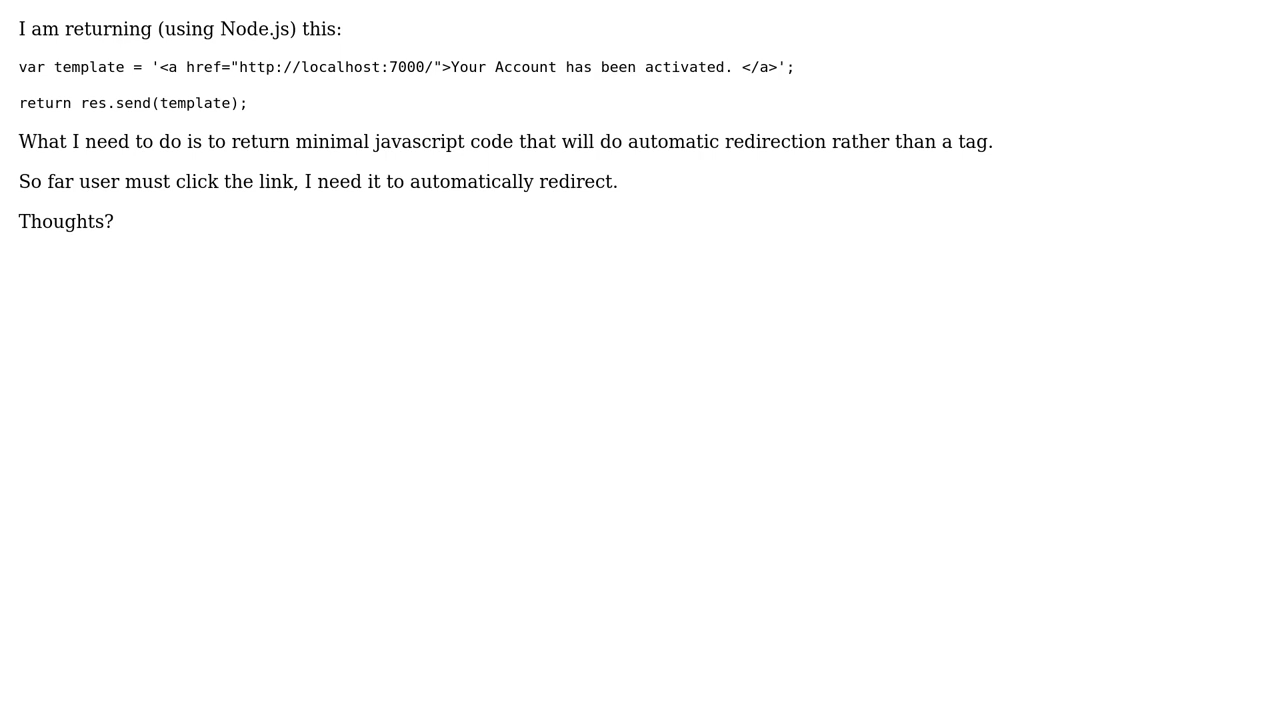 I am returning (using Node.js) this:
var template = '<a href="http://localhost:7000/">Your Account has been activated. </a>';
return res.send(template);
What I need to do is to return minimal javascript code that will do automatic redirection rather than a tag.
So far user must click the link, I need it to automatically redirect.
Thoughts?